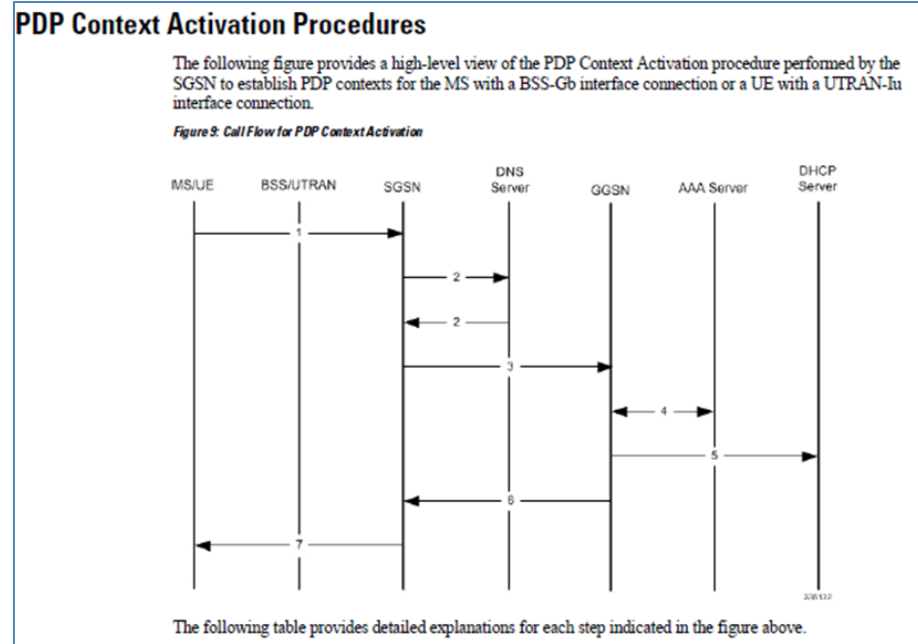 PDP Context Activation Procedures
The following figure provides a high-level view of the PDP Context Activation procedure performed by the
SGSN to establish PDP contexts for the MS with a BSS-Gb interface connection or a UE with a UTRAN-Iu
interface connection.
Figure 9: Call Flow for PDP Context Activation
MS/UE BSS/UTRAN SGSN DNS Server GGSN AAA Server DHCP Server
1
2
2
3
4
5
6
7
The following table provides detailed explanations for each step indicated in the figure above.